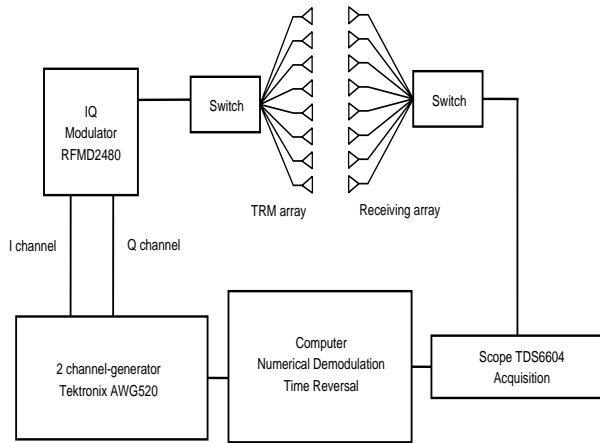 IQ
Modulator
RFMD2480
Switch
Switch
TRM array
Receiving array
I channel
Q channel
2 channel-generator
Tektronix AWG520
Computer
Numerical Demodulation
Time Reversal
Scope TDS6604
Acquisition